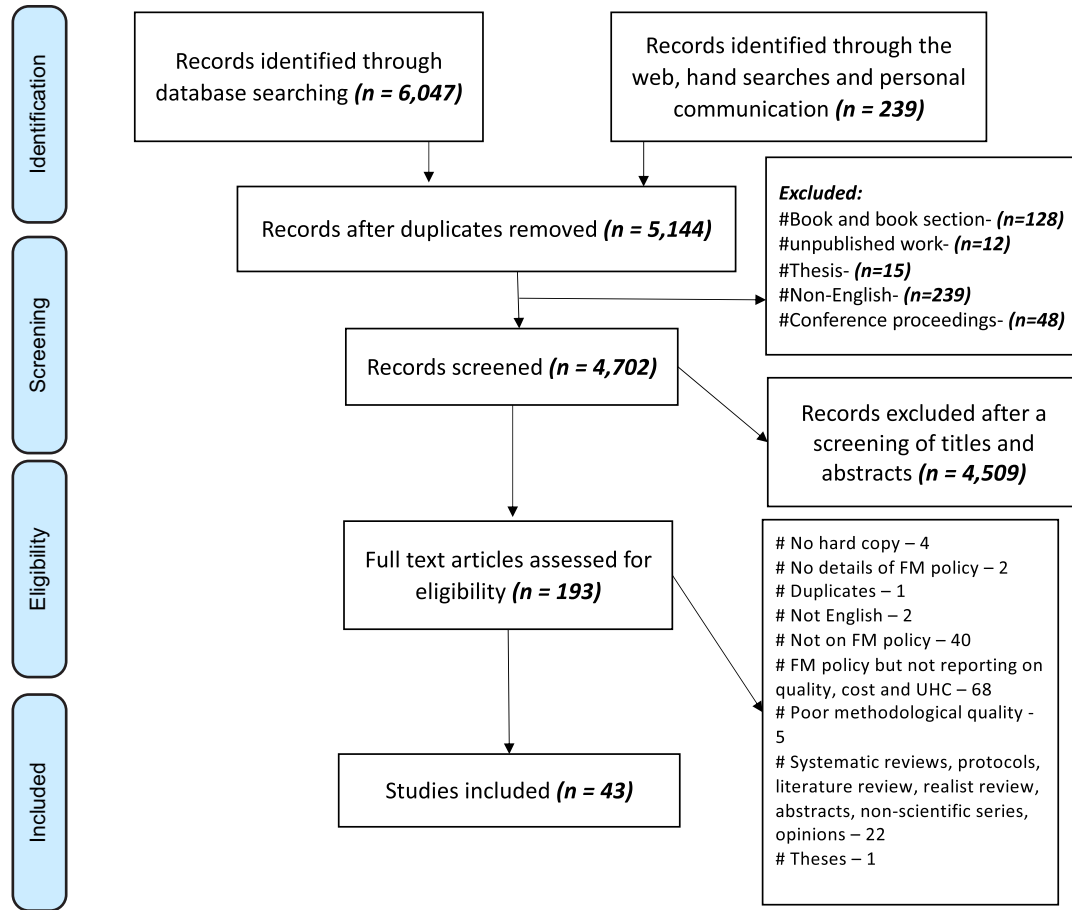 Identification
Records identified through
database searching (n = 6,047)
Records identified through the
web, hand searches and personal
communication (n = 239)
Records after duplicates removed (n = 5,144)
Excluded:
#Book and book section- (n=128)
#unpublished work- (n=12)
#Thesis- (n=15)
#Non-English- (n=239)
#Conference proceedings- (n=48)
Screening
Records screened (n = 4,702)
Records excluded after a
screening of titles and
abstracts (n = 4,509)
Eligibility
Full text articles assessed for
eligibility (n = 193)
# No hard copy – 4
# No details of FM policy – 2
# Duplicates – 1
# Not English – 2
# Not on FM policy – 40
# FM policy but not reporting on
quality, cost and UHC – 68
# Poor methodological quality -
5
# Systematic reviews, protocols,
literature review, realist review,
abstracts, non-scientific series,
opinions – 22
# Theses – 1
Included
Studies included (n = 43)